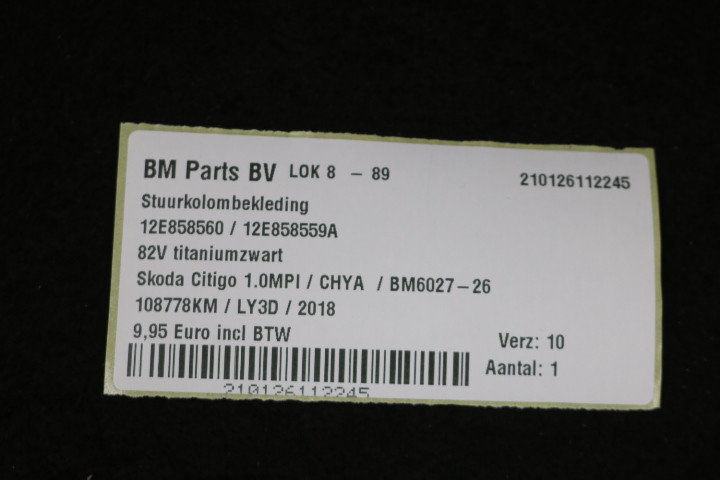 BM Parts BV LOK 8 - 89 210126112245
Stuurkolombekleding
12E858560 / 12E858559A
82V titaniumzwart
Skoda Citigo 1.0MPI / CHYA / BM6027-26
108778KM / LY3D / 2018
9,95 Euro incl BTW Verz: 10
Aantal: 1
210126112245